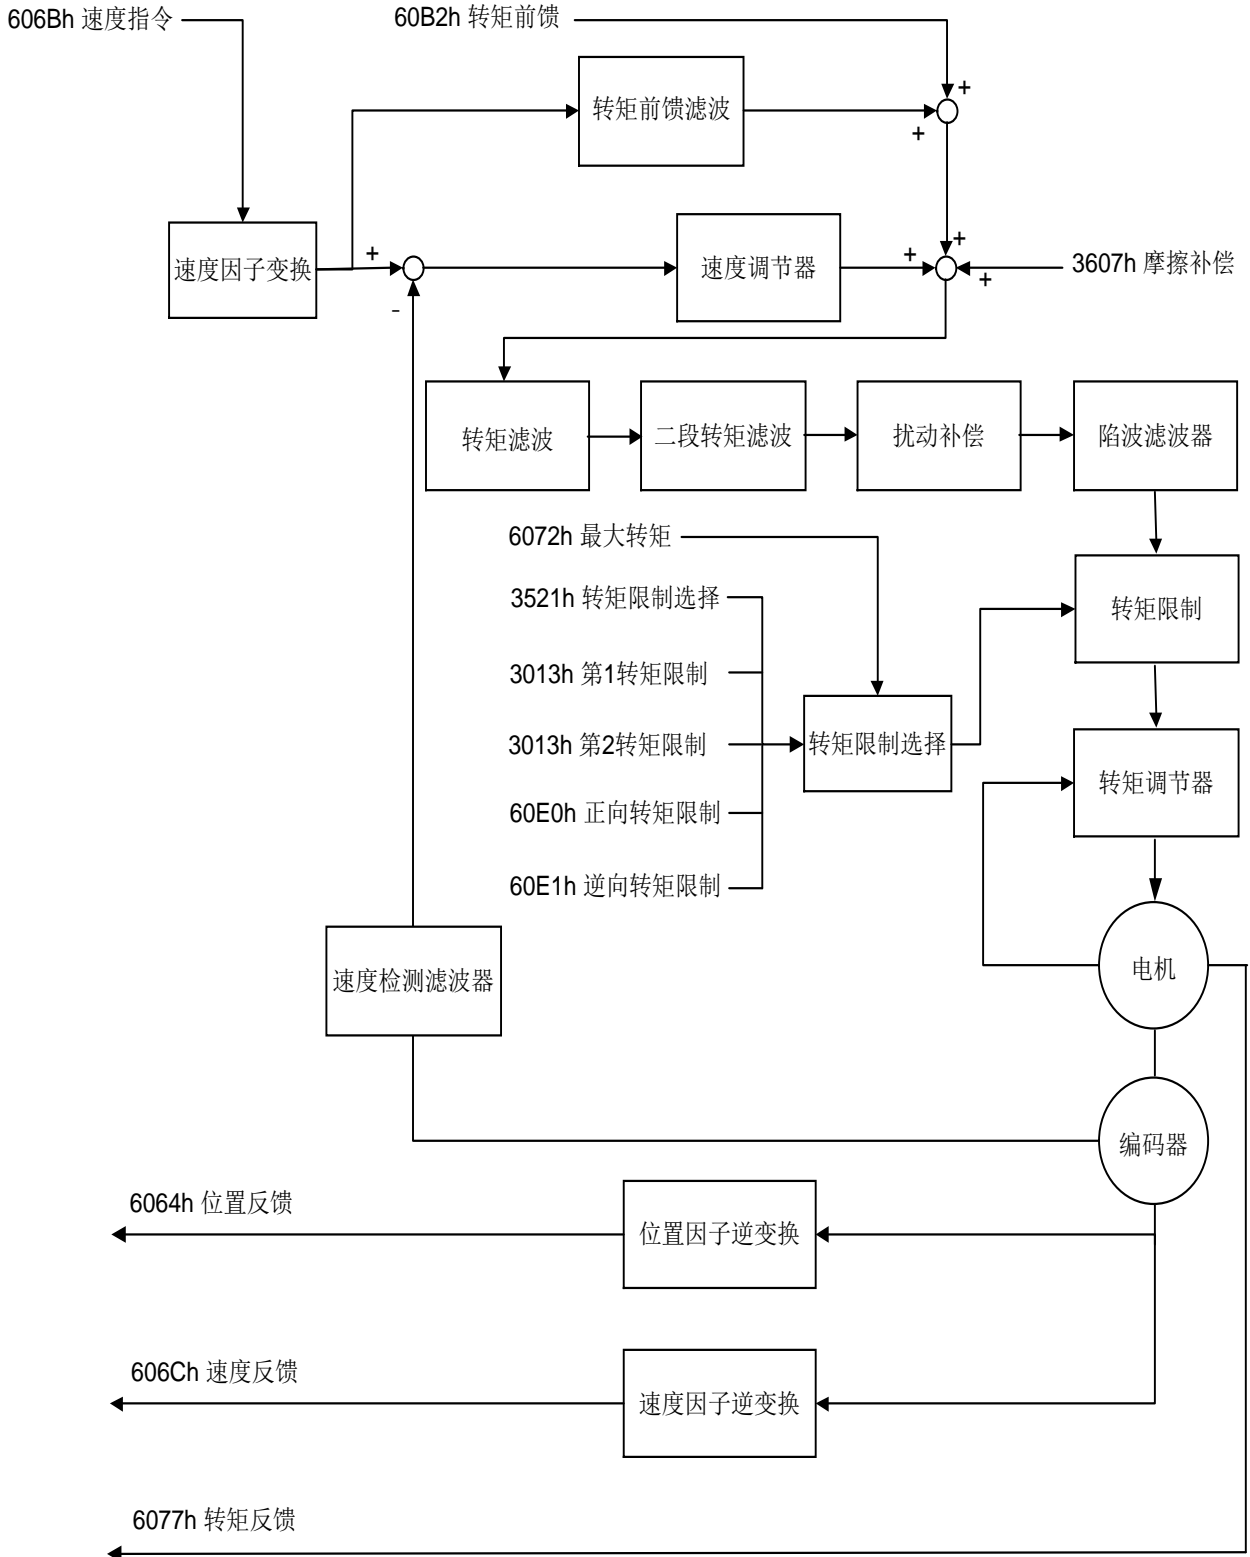 606Bh 速度指令
60B2h 转矩前馈
转矩前馈滤波
+
+
速度因子变换
+
-
速度调节器
+
+
+
3607h 摩擦补偿
转矩滤波
二段转矩滤波
扰动补偿
陷波滤波器
6072h 最大转矩
3521h 转矩限制选择
3013h 第1转矩限制
3013h 第2转矩限制
60E0h 正向转矩限制
60E1h 逆向转矩限制
转矩限制选择
转矩限制
转矩调节器
电机
速度检测滤波器
编码器
6064h 位置反馈
位置因子逆变换
606Ch 速度反馈
速度因子逆变换
6077h 转矩反馈